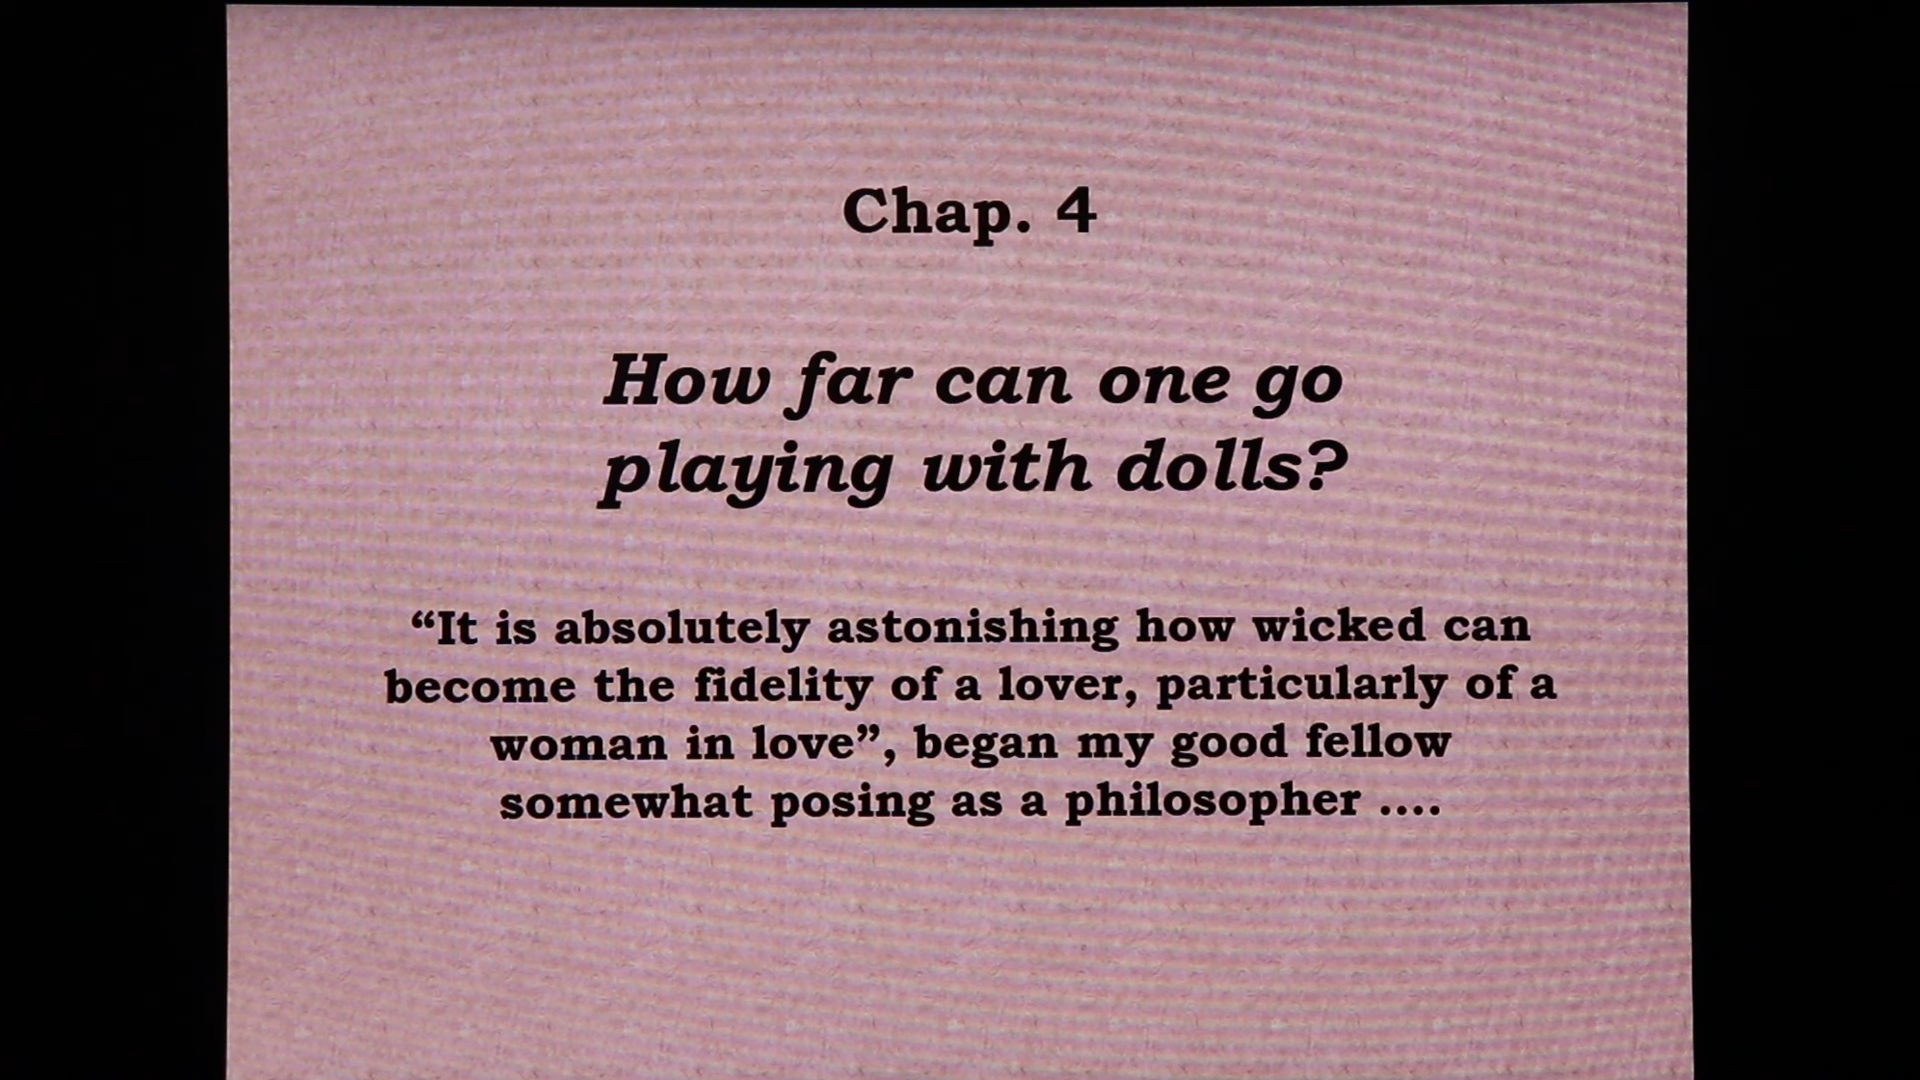 Chap. 4
How far can one go
playing with dolls?
“It is absolutely astonishing how wicked can
become the fidelity of a lover, particularly of a
woman in love”, began my good fellow
somewhat posing as a philosopher ....